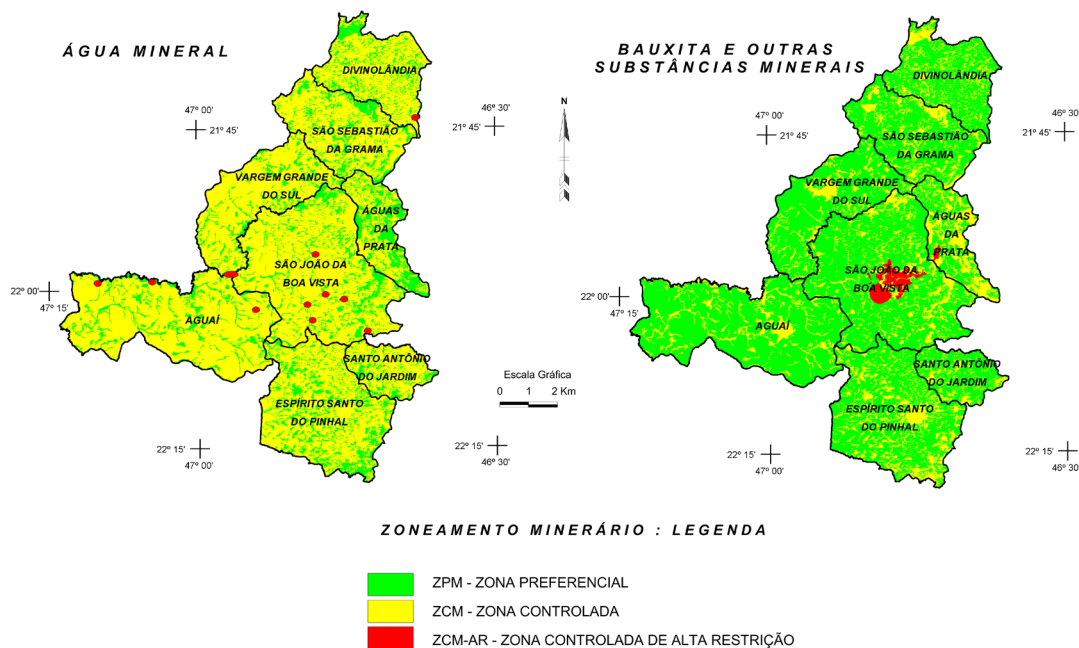 ÁGUA MINERAL
BAUXITA E OUTRAS
SUBSTÂNCIAS MINERAIS
DIVINOLÂNDIA
SÃO SEBASTIÃO
DA GRAMA
VARGEM GRANDE
DO SUL
ÁGUAS
DA
PRATA
SÃO JOÃO DA
BOA VISTA
AGUAÍ
SANTO ANTÔNIO
DO JARDIM
ESPÍRITO SANTO
DO PINHAL
47º 00'
21º 45'
46º 30'
21º 45'
22º 00'
47º 15'
22º 15'
47º 00'
22º 15'
46º 30'
N
Escala Gráfica
0 1 2 Km
DIVINOLÂNDIA
SÃO SEBASTIÃO
DA GRAMA
VARGEM GRANDE
DO SUL
ÁGUAS
DA
PRATA
SÃO JOÃO DA
BOA VISTA
AGUAÍ
SANTO ANTÔNIO
DO JARDIM
ESPÍRITO SANTO
DO PINHAL
47º 00'
21º 45'
46º 30'
21º 45'
22º 00'
47º 15'
22º 15'
47º 00'
22º 15'
46º 30'
ZONEAMENTO MINERÁRIO : LEGENDA
ZPM - ZONA PREFERENCIAL
ZCM - ZONA CONTROLADA
ZCM-AR - ZONA CONTROLADA DE ALTA RESTRIÇÃO